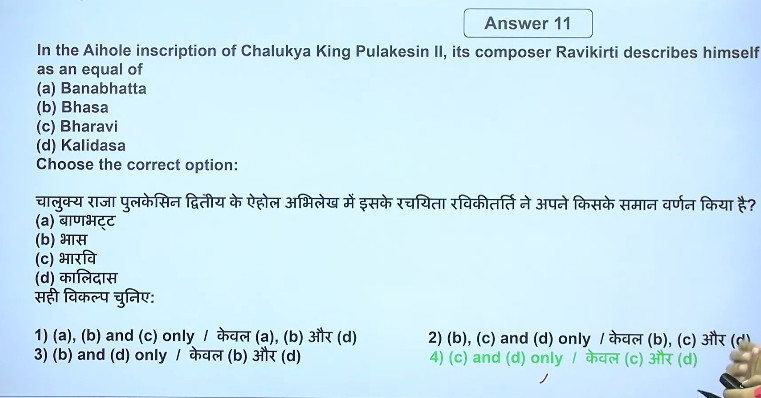 Answer 11
In the Aihole inscription of Chalukya King Pulakesin II, its composer Ravikirti describes himself
as an equal of
(a) Banabhatta
(b) Bhasa
(c) Bharavi
(d) Kalidasa
Choose the correct option:
चालुक्य राजा पुलकेसिन द्वितीय के ऐहोल अभिलेख में इसके रचयिता रविकीतर्ति ने अपने किसके समान वर्णन किया है?
(a) बाणभट्ट
(b) भास
(c) भारवि
(d) कालिदास
सही विकल्प चुनिए:
1) (a), (b) and (c) only / केवल (a), (b) और (d)
2) (b), (c) and (d) only / केवल (b), (c) और (d)
3) (b) and (d) only / केवल (b) और (d)
4) (c) and (d) only / केवल (c) और (d)